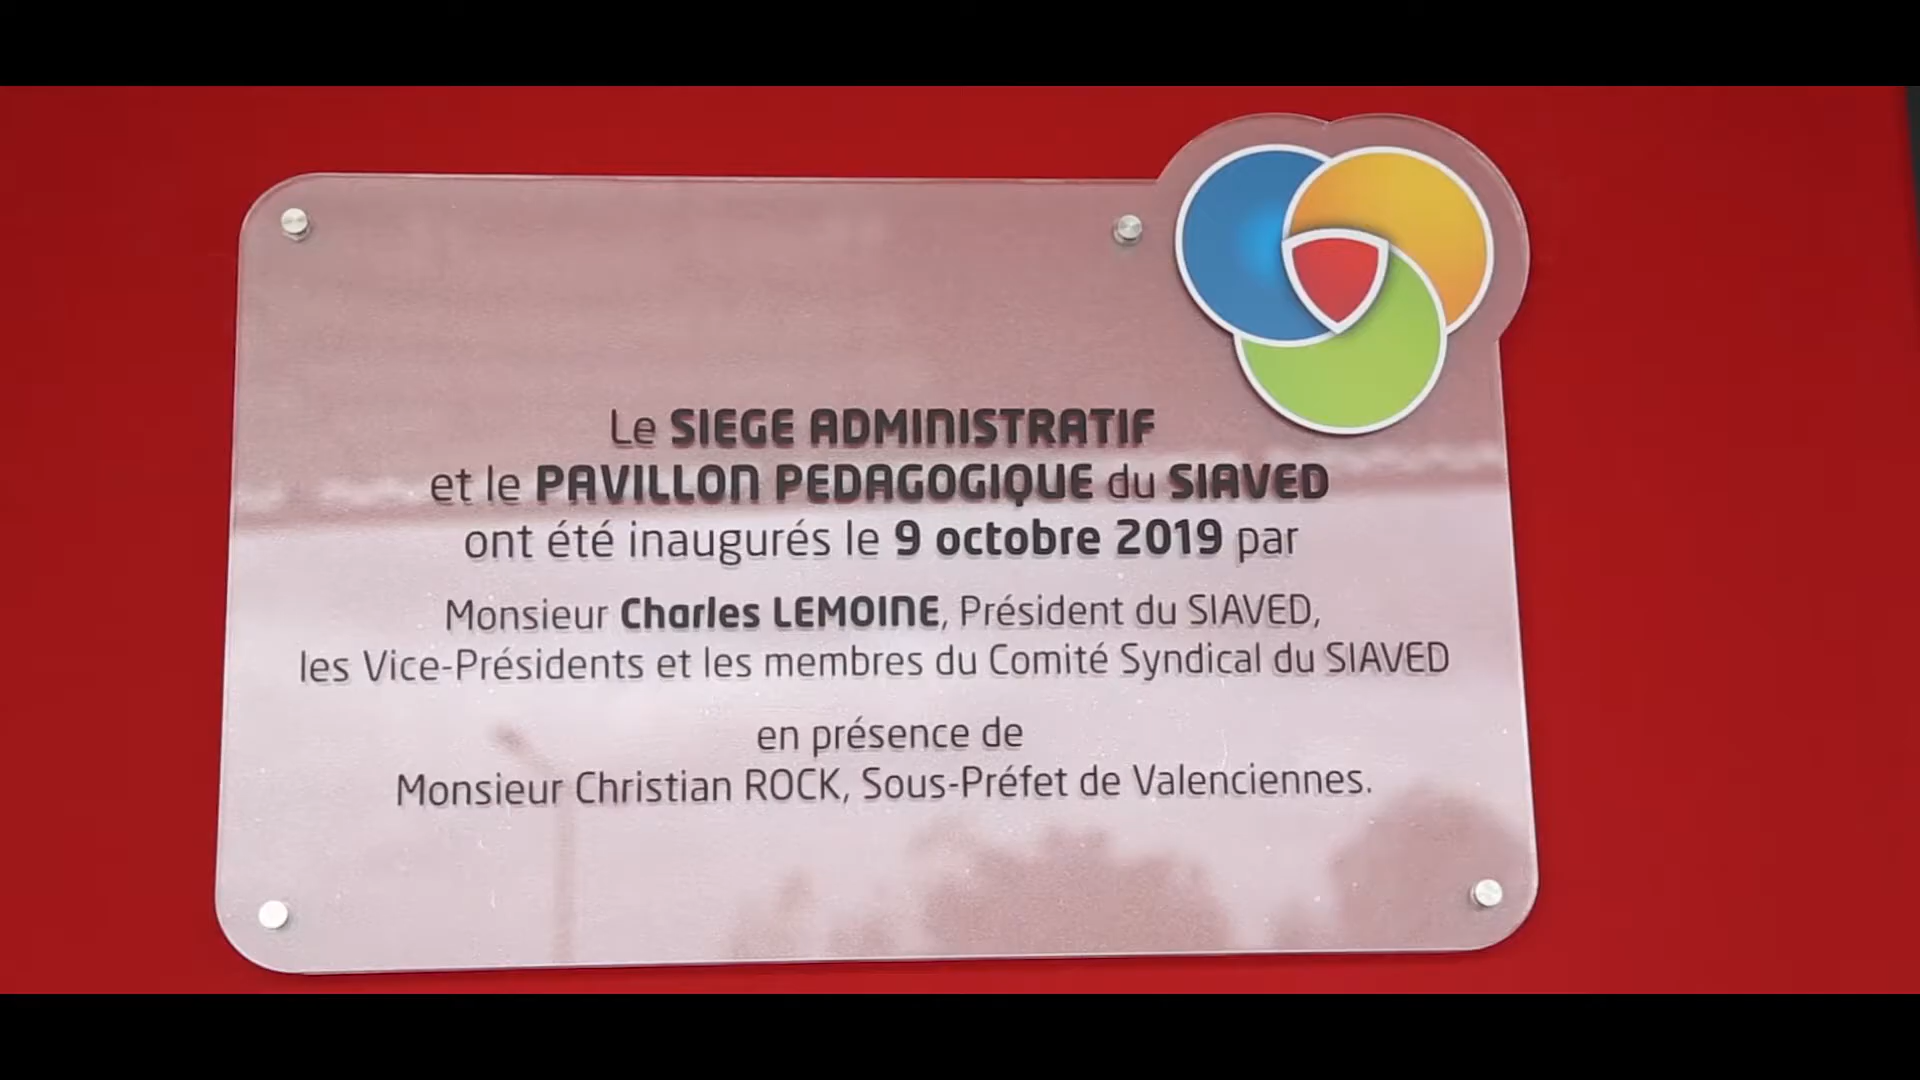 Le SIEGE ADMINISTRATIF
et le PAVILLON PEDAGOGIQUE du SIAVED
ont été inaugurés le 9 octobre 2019 par
Monsieur Charles LEMOINE, Président du SIAVED,
les Vice-Présidents et les membres du Comité Syndical du SIAVED
en présence de
Monsieur Christian ROCK, Sous-Préfet de Valenciennes.